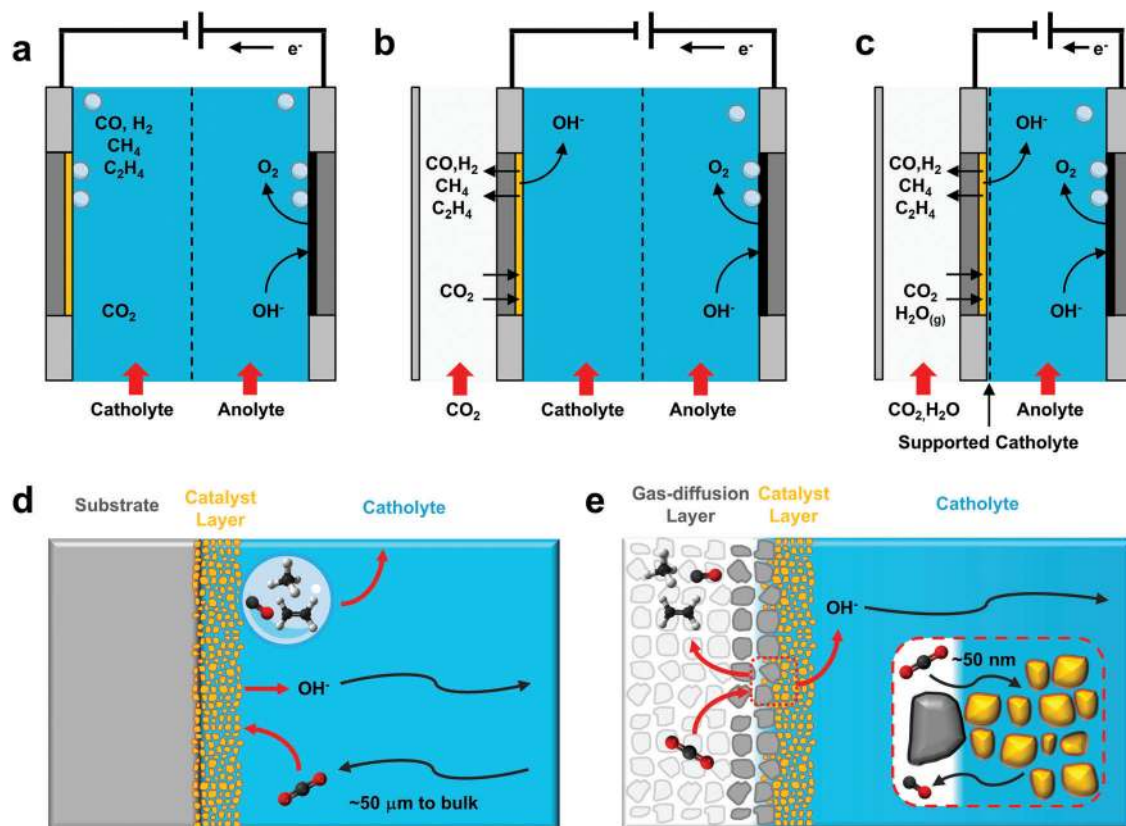 a
e-
CO, H2
CH4
C2H4
O2
CO2
OH-
Catholyte
Anolyte
b
e-
OH-
CO,H2
CH4
C2H4
O2
CO2
OH-
CO2
Catholyte
Anolyte
c
e-
OH-
CO,H2
CH4
C2H4
O2
CO2
H2O(g)
OH-
CO2,H2O
Anolyte
Supported Catholyte
d
Substrate
Catalyst
Layer
Catholyte
OH-
~50 μm to bulk
e
Gas-diffusion
Layer
Catalyst
Layer
Catholyte
OH-
~50 nm